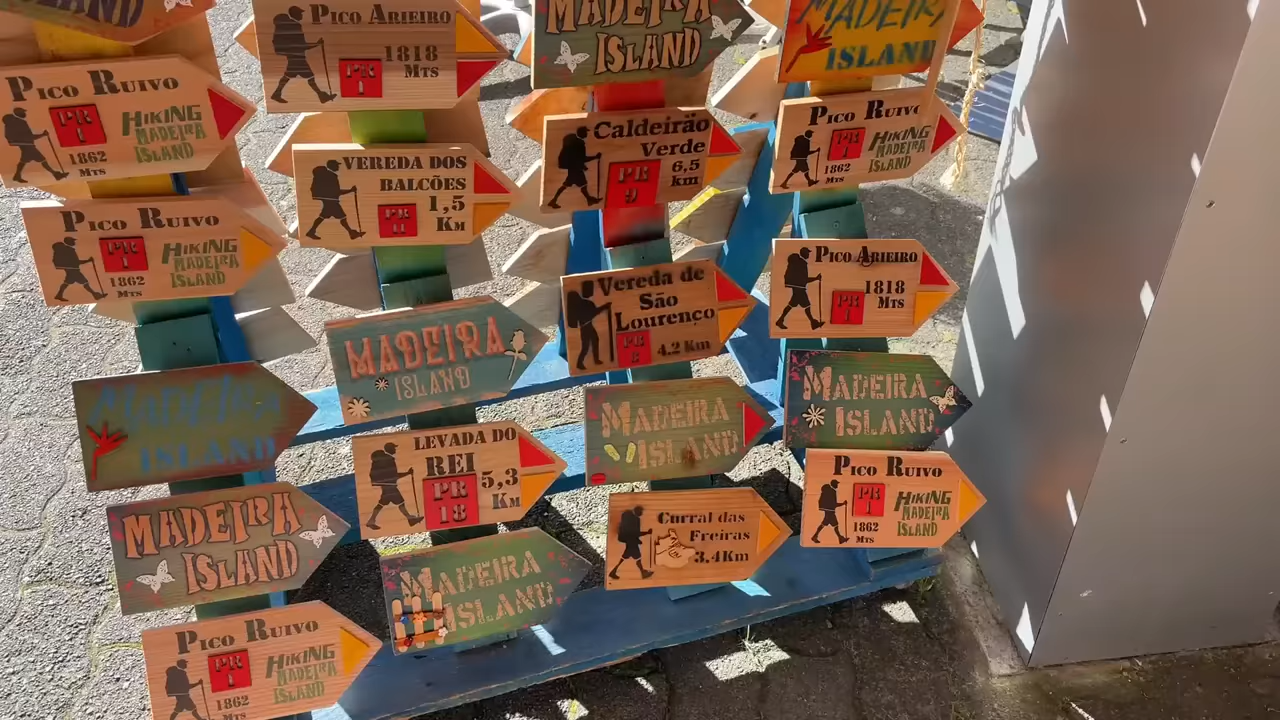 ISLAND
PICO RUIVO
PR
1
1862
MTS
HIKING
MADEIRA
ISLAND
PICO RUIVO
PR
1
1862
MTS
HIKING
MADEIRA
ISLAND
MADEIRA
ISLAND
MADEIRA
ISLAND
PICO RUIVO
PR
1
1862
MTS
HIKING
MADEIRA
ISLAND
PICO ARIEIRO
PR
1
1818
MTS
VEREDA DOS
BALCÕES
PR
11
1,5
KM
MADEIRA
ISLAND
LEVADA DO
REI
PR
18
5,3
KM
MADEIRA
ISLAND
MADEIRA
ISLAND
Caldeirão
Verde
PR
9
6,5
km
Vereda de
São
Lourenço
PR
8
4.2 Km
MADEIRA
ISLAND
Curral das
Freiras
3.4Km
MADEIRA
ISLAND
PICO RUIVO
PR
1
1862
MTS
HIKING
MADEIRA
ISLAND
PICO ARIEIRO
PR
1
1818
MTS
MADEIRA
ISLAND
PICO RUIVO
PR
1
1862
MTS
HIKING
MADEIRA
ISLAND